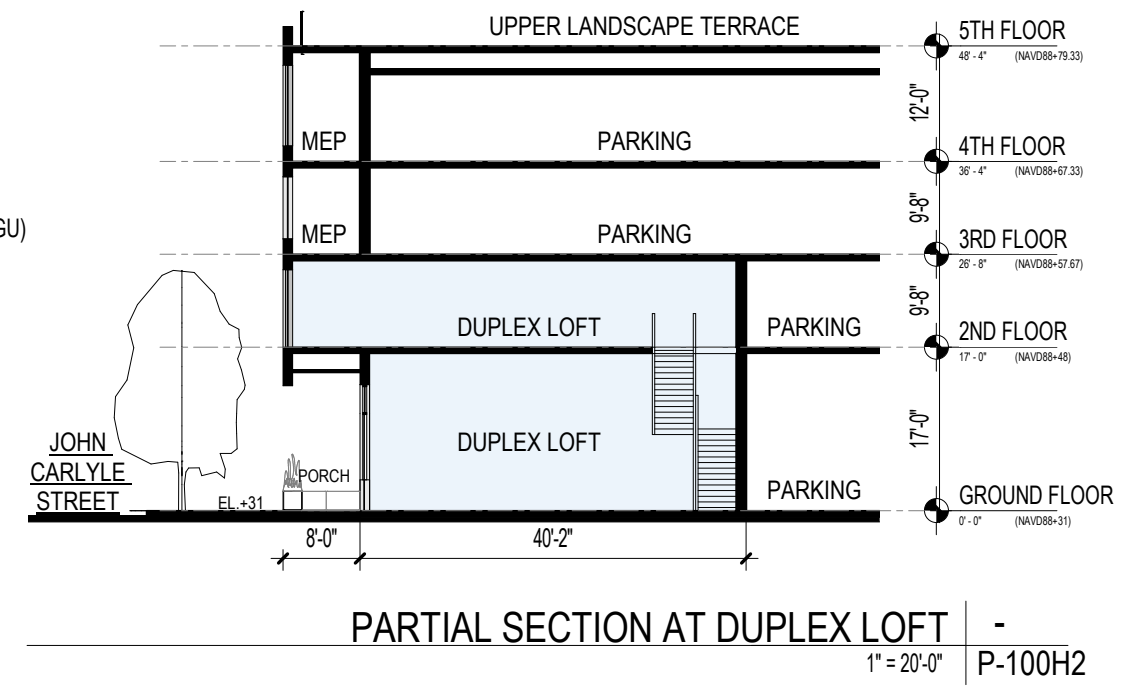 UPPER LANDSCAPE TERRACE
5TH FLOOR
48' - 4" (NAVD88+79.33)
12'-0"
MEP
PARKING
4TH FLOOR
36' - 4" (NAVD88+67.33)
9'-8"
GU)
MEP
PARKING
3RD FLOOR
26' - 8" (NAVD88+57.67)
9'-8"
DUPLEX LOFT
PARKING
2ND FLOOR
17' - 0" (NAVD88+48)
17'-0"
DUPLEX LOFT
JOHN
CARLYLE
STREET
PORCH
EL.+31
PARKING
GROUND FLOOR
0' - 0" (NAVD88+31)
8'-0"
40'-2"
PARTIAL SECTION AT DUPLEX LOFT
-
1" = 20'-0"
P-100H2